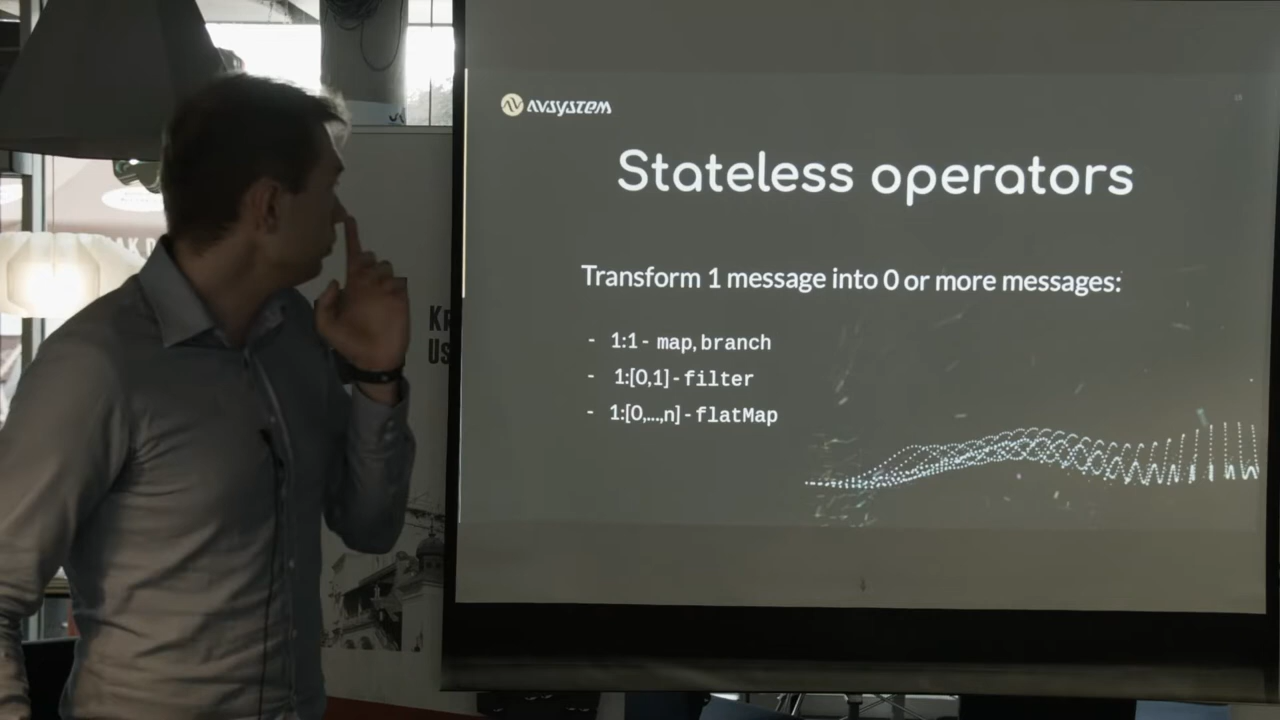 AVSYSTEM
Stateless operators
Transform 1 message into 0 or more messages:
- 1:1 - map, branch
- 1:[0,1] - filter
- 1:[0,...,n] - flatMap